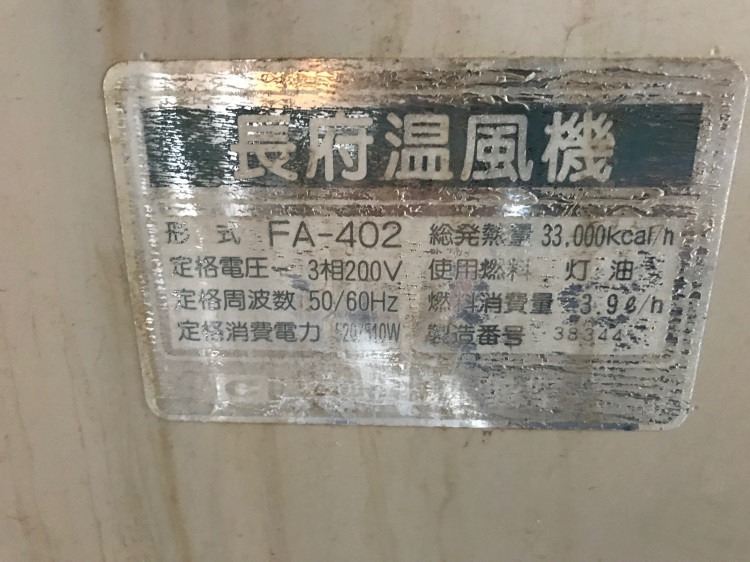 長府温風機
形式 FA-402
定格電圧 3相200V
定格周波数 50/60Hz
定格消費電力
総発熱量 33,000kcal/h
使用燃料 灯油
燃料消費量 3.9ℓ/h
製造番号